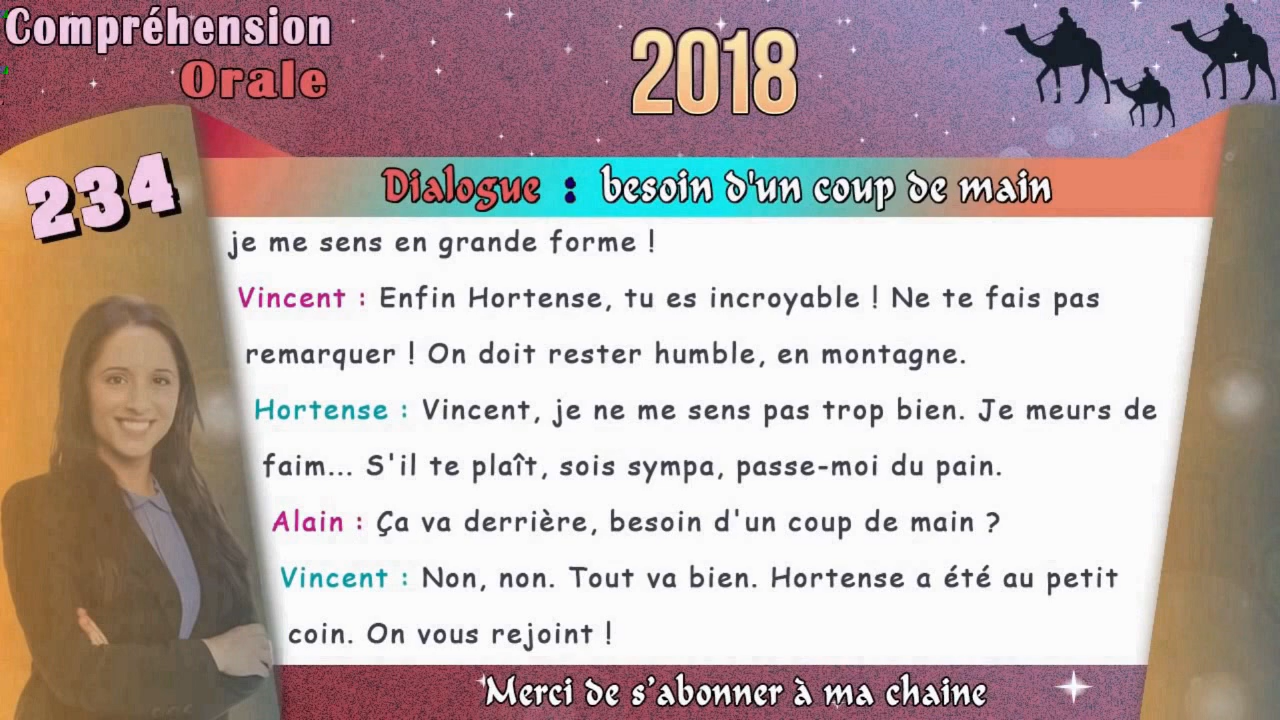 Compréhension
Orale
2018
234
Dialogue : besoin d'un coup de main
je me sens en grande forme !
Vincent : Enfin Hortense, tu es incroyable ! Ne te fais pas
remarquer ! On doit rester humble, en montagne.
Hortense : Vincent, je ne me sens pas trop bien. Je meurs de
faim... S'il te plaît, sois sympa, passe-moi du pain.
Alain : Ça va derrière, besoin d'un coup de main ?
Vincent : Non, non. Tout va bien. Hortense a été au petit
coin. On vous rejoint !
Merci de s'abonner à ma chaine